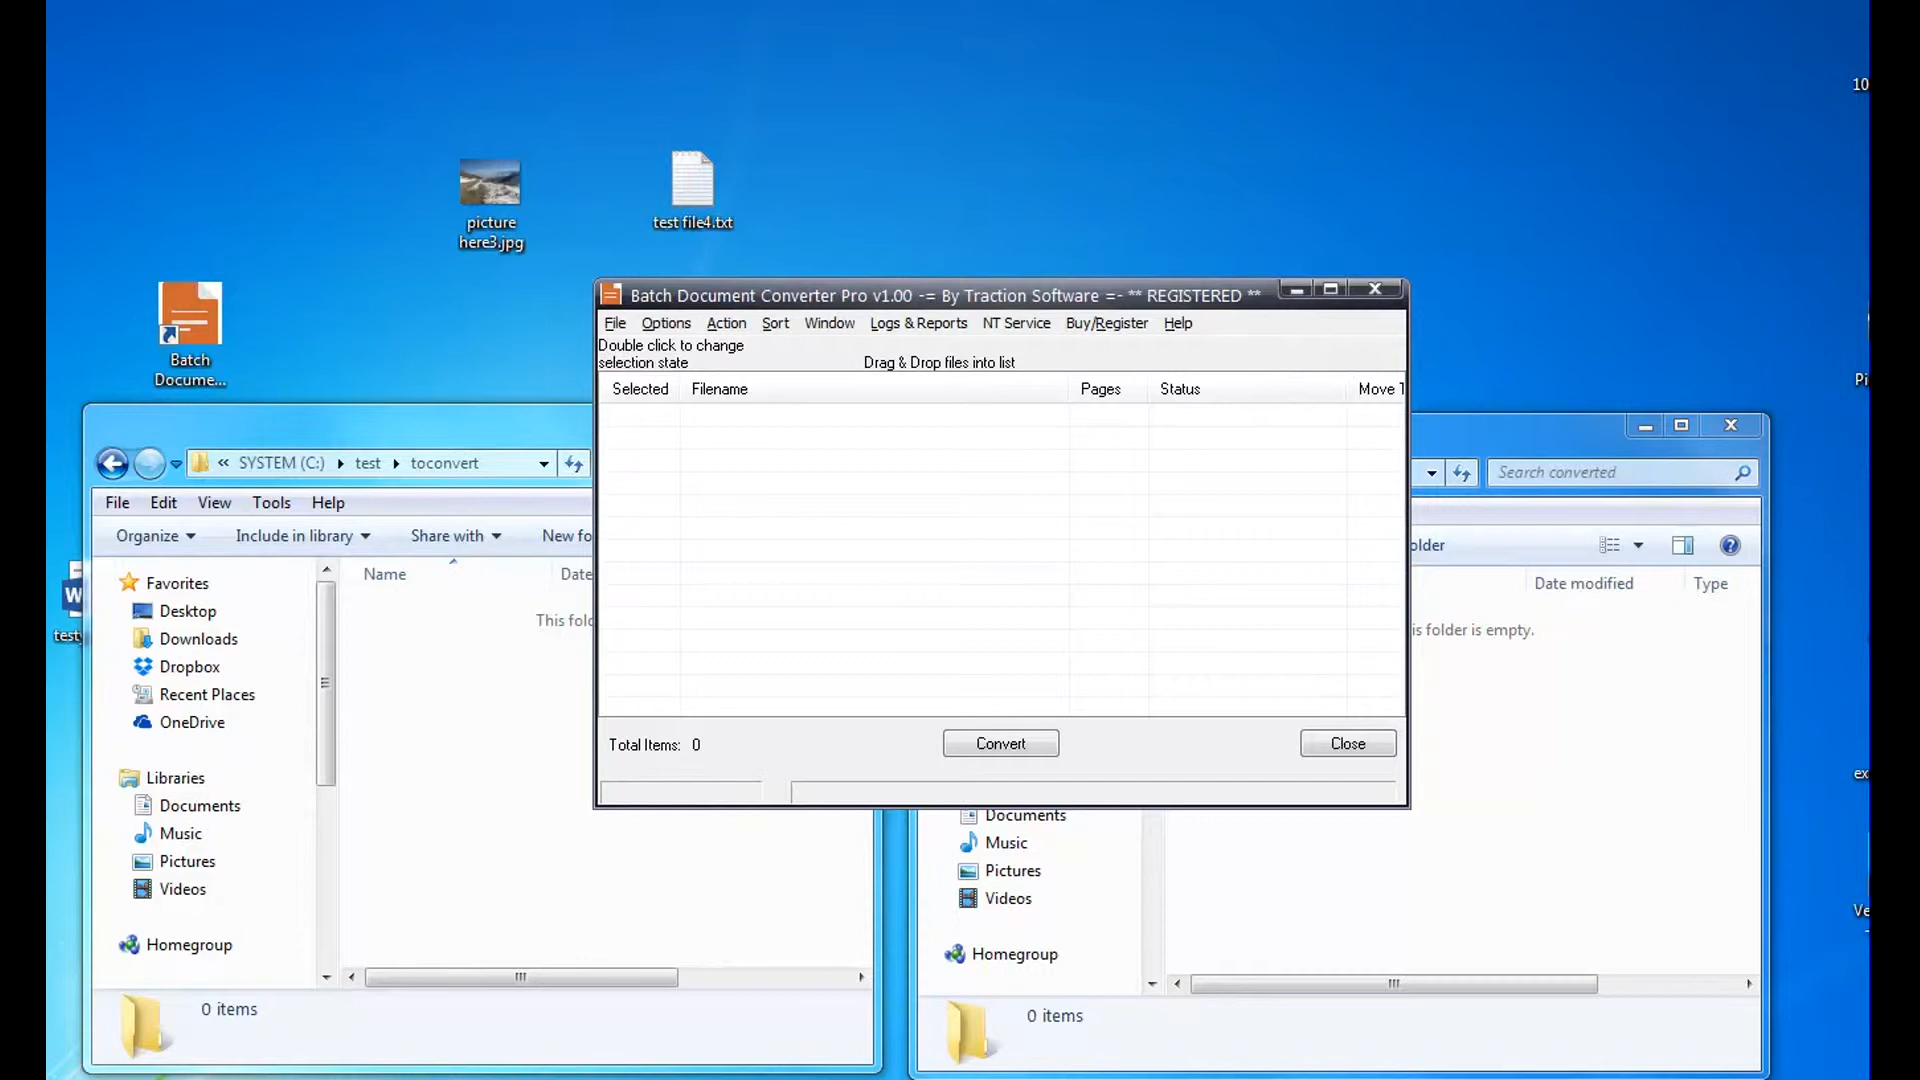 10
picture
here3.jpg
test file4.txt
Batch
Docume...
Batch Document Converter Pro v1.00 -= By Traction Software =- ** REGISTERED **
File Options Action Sort Window Logs & Reports NT Service Buy/Register Help
Double click to change
selection state
Drag & Drop files into list
Selected Filename Pages Status Move T
Total Items: 0
Convert
Close
« SYSTEM (C:) test toconvert
File Edit View Tools Help
Organize Include in library Share with New fo
Name Date
This fold
Favorites
Desktop
Downloads
Dropbox
Recent Places
OneDrive
Libraries
Documents
Music
Pictures
Videos
Homegroup
0 items
W
test
Search converted
older
Date modified Type
is folder is empty.
Documents
Music
Pictures
Videos
Homegroup
0 items
Pi
ex
Ve